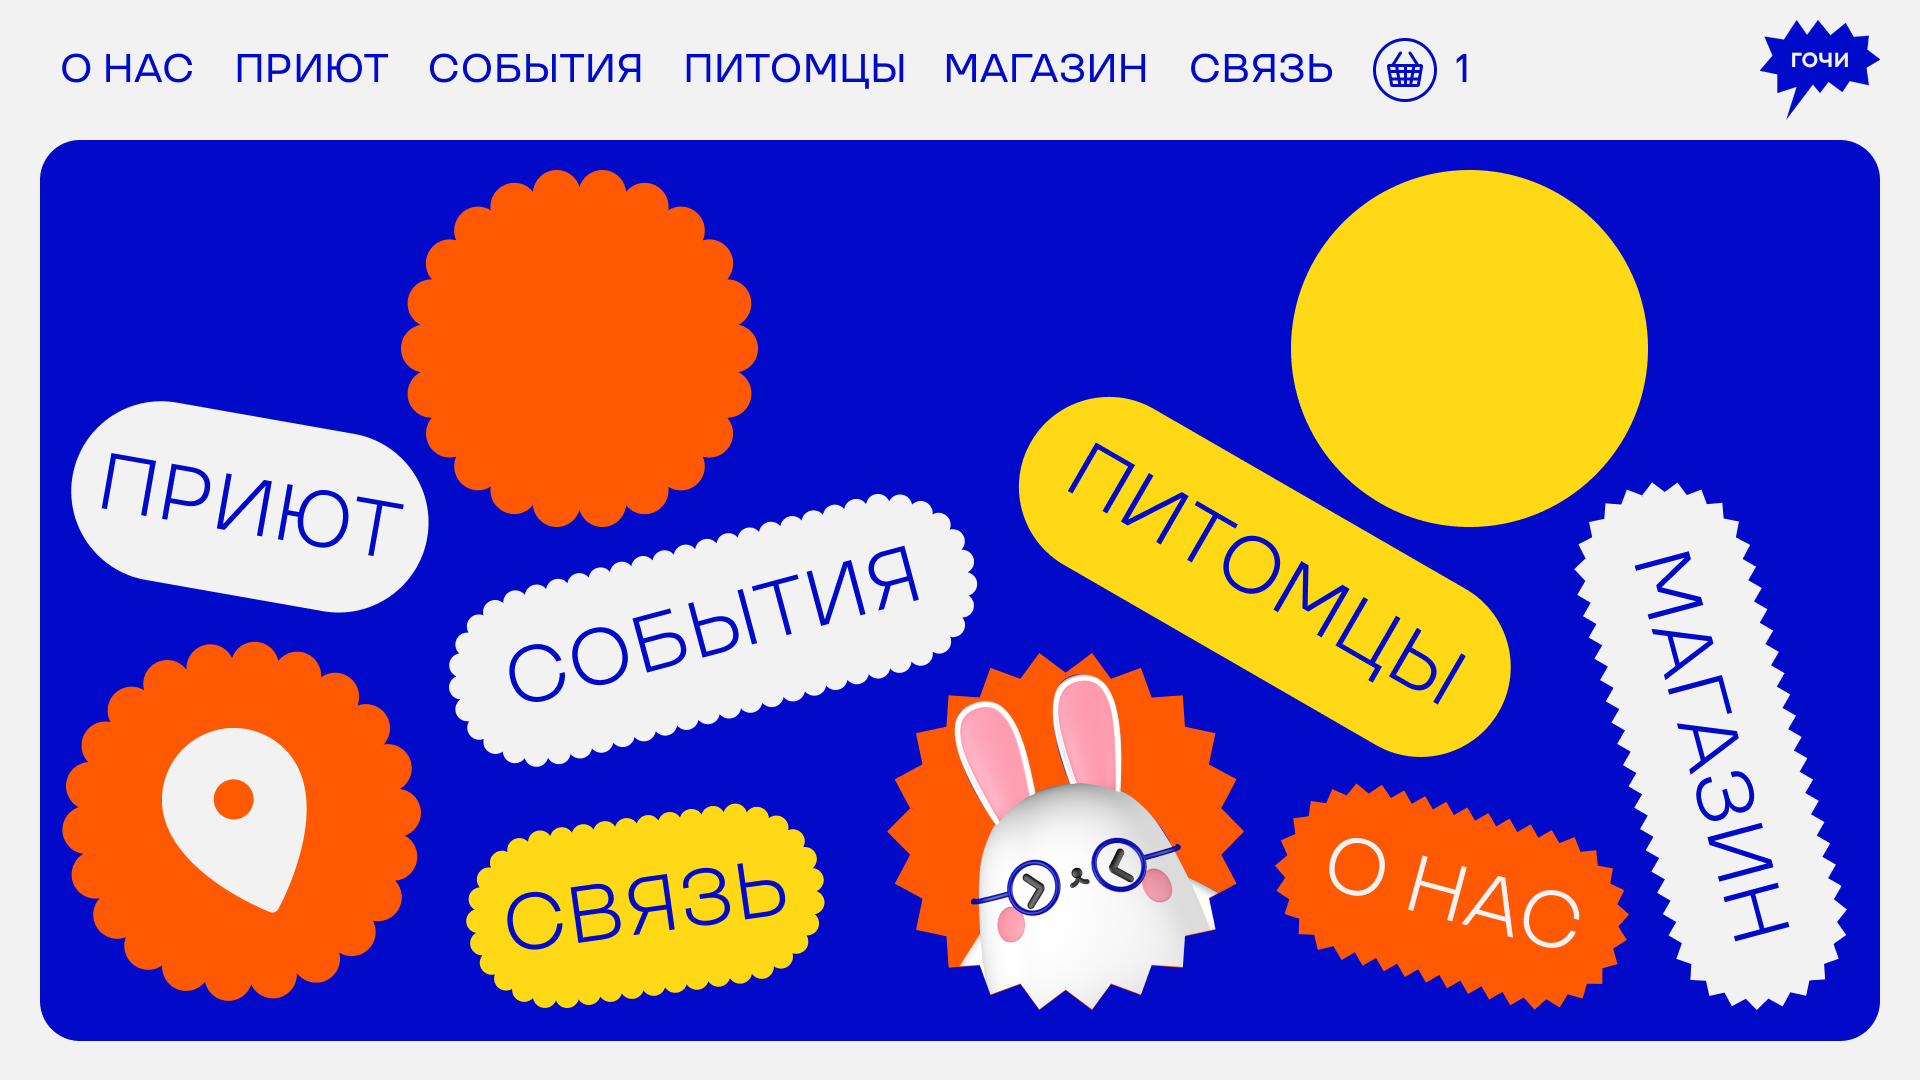 О НАС ПРИЮТ СОБЫТИЯ ПИТОМЦЫ МАГАЗИН СВЯЗЬ 1
ГОЧИ
ПРИЮТ
СОБЫТИЯ
ПИТОМЦЫ
МАГАЗИН
СВЯЗЬ
О НАС